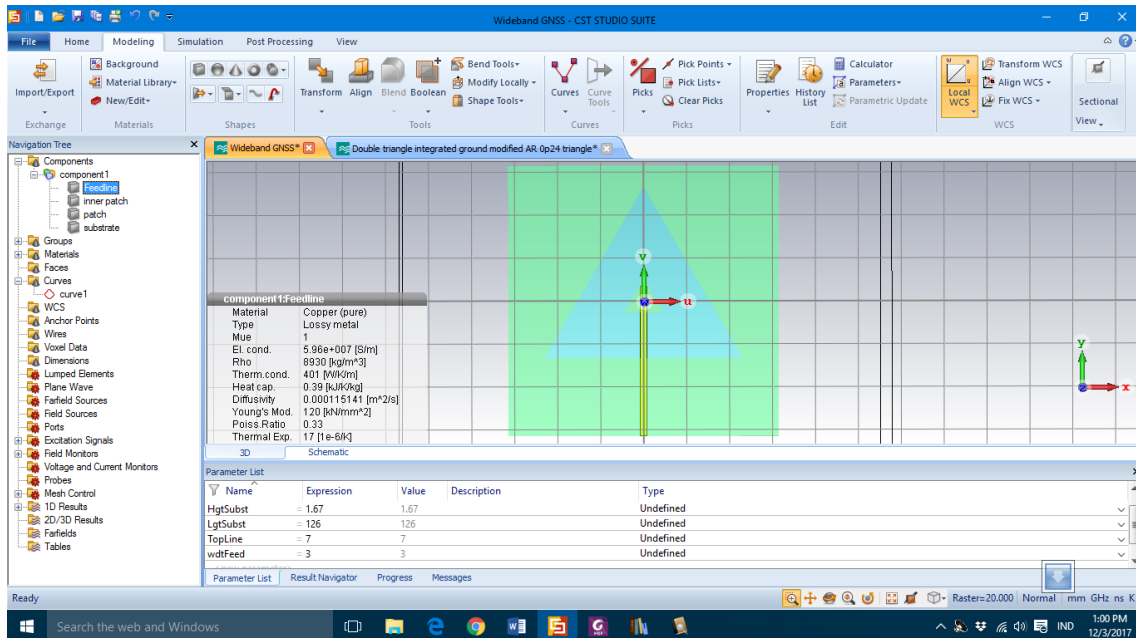 Wideband GNSS - CST STUDIO SUITE
File Home Modeling Simulation Post Processing View
Import/Export
Background
Material Library
New/Edit
Transform Align Blend Boolean
Bend Tools
Modify Locally
Shape Tools
Curves Curve Tools
Picks
Pick Points
Pick Lists
Clear Picks
Properties History List
Calculator
Parameters
Parametric Update
Local WCS
Transform WCS
Align WCS
Fix WCS
Sectional View
Exchange Materials Shapes Tools Curves Picks Edit WCS
Navigation Tree
Wideband GNSS* Double triangle integrated ground modified AR 0p24 triangle*
Components
component1
Feedline
inner patch
patch
substrate
Groups
Materials
Faces
Curves
curve1
WCS
Anchor Points
Wires
Voxel Data
Dimensions
Lumped Elements
Plane Wave
Farfield Sources
Field Sources
Ports
Excitation Signals
Field Monitors
Voltage and Current Monitors
Probes
Mesh Control
1D Results
2D/3D Results
Farfields
Tables
v
u
y
x
component1:Feedline
Material Copper (pure)
Type Lossy metal
Mue 1
El. cond. 5.96e+007 [S/m]
Rho 8930 [kg/m^3]
Therm.cond. 401 [W/K/m]
Heat cap. 0.39 [kJ/K/kg]
Diffusivity 0.000115141 [m^2/s]
Young's Mod. 120 [kN/mm^2]
Poiss.Ratio 0.33
Thermal Exp. 17 [1e-6/K]
3D Schematic
Parameter List
Name Expression Value Description Type
HgtSubst = 1.67 1.67 Undefined
LgtSubst = 126 126 Undefined
TopLine = 7 7 Undefined
wdtFeed = 3 3 Undefined
Parameter List Result Navigator Progress Messages
Ready
Raster=20.000 Normal mm GHz ns K
Search the web and Windows
IND
1:00 PM
12/3/2017